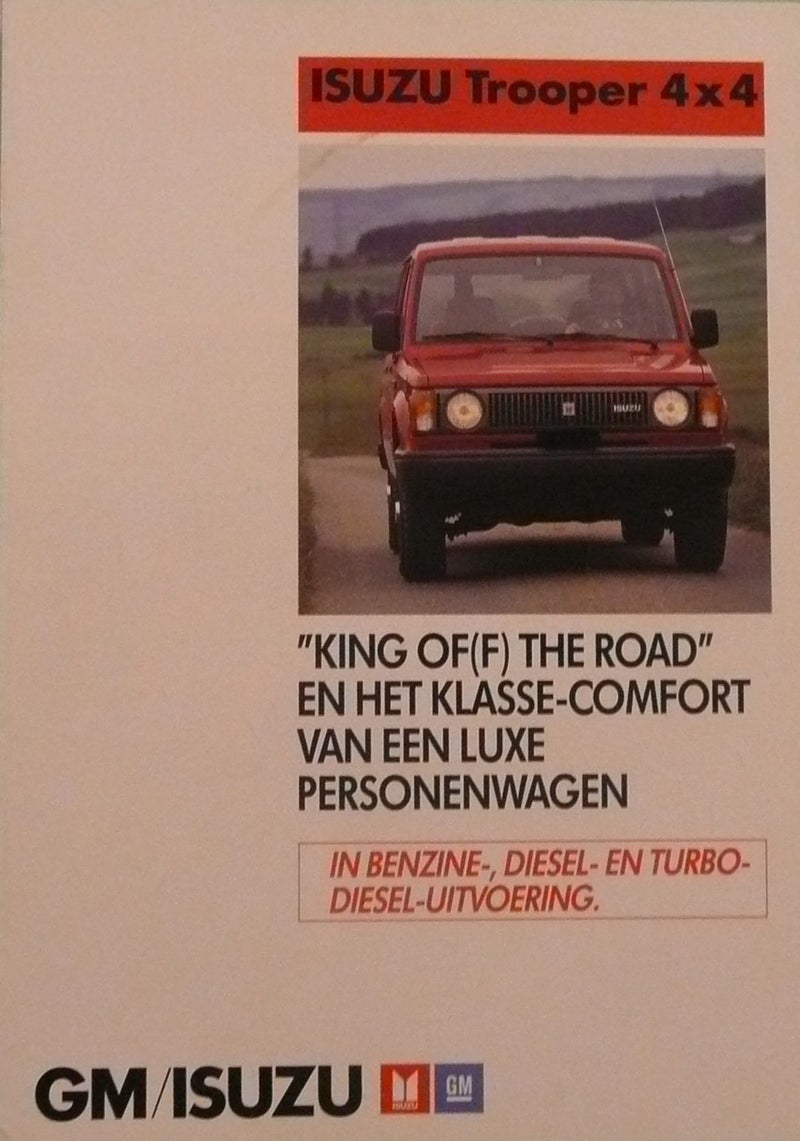 ISUZU Trooper 4x4
ISUZU
"KING OF(F) THE ROAD"
EN HET KLASSE-COMFORT
VAN EEN LUXE
PERSONENWAGEN
IN BENZINE-, DIESEL- EN TURBO-
DIESEL-UITVOERING.
GM/ISUZU
ISUZU
GM